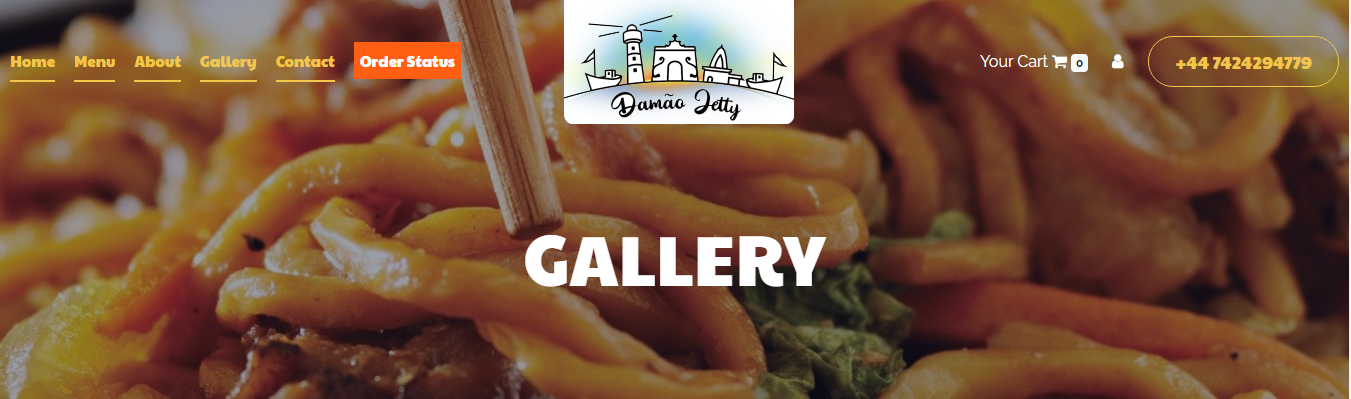 Home Menu About Gallery Contact Order Status
Damão Jetty
Your Cart 0
+44 7424294779
GALLERY